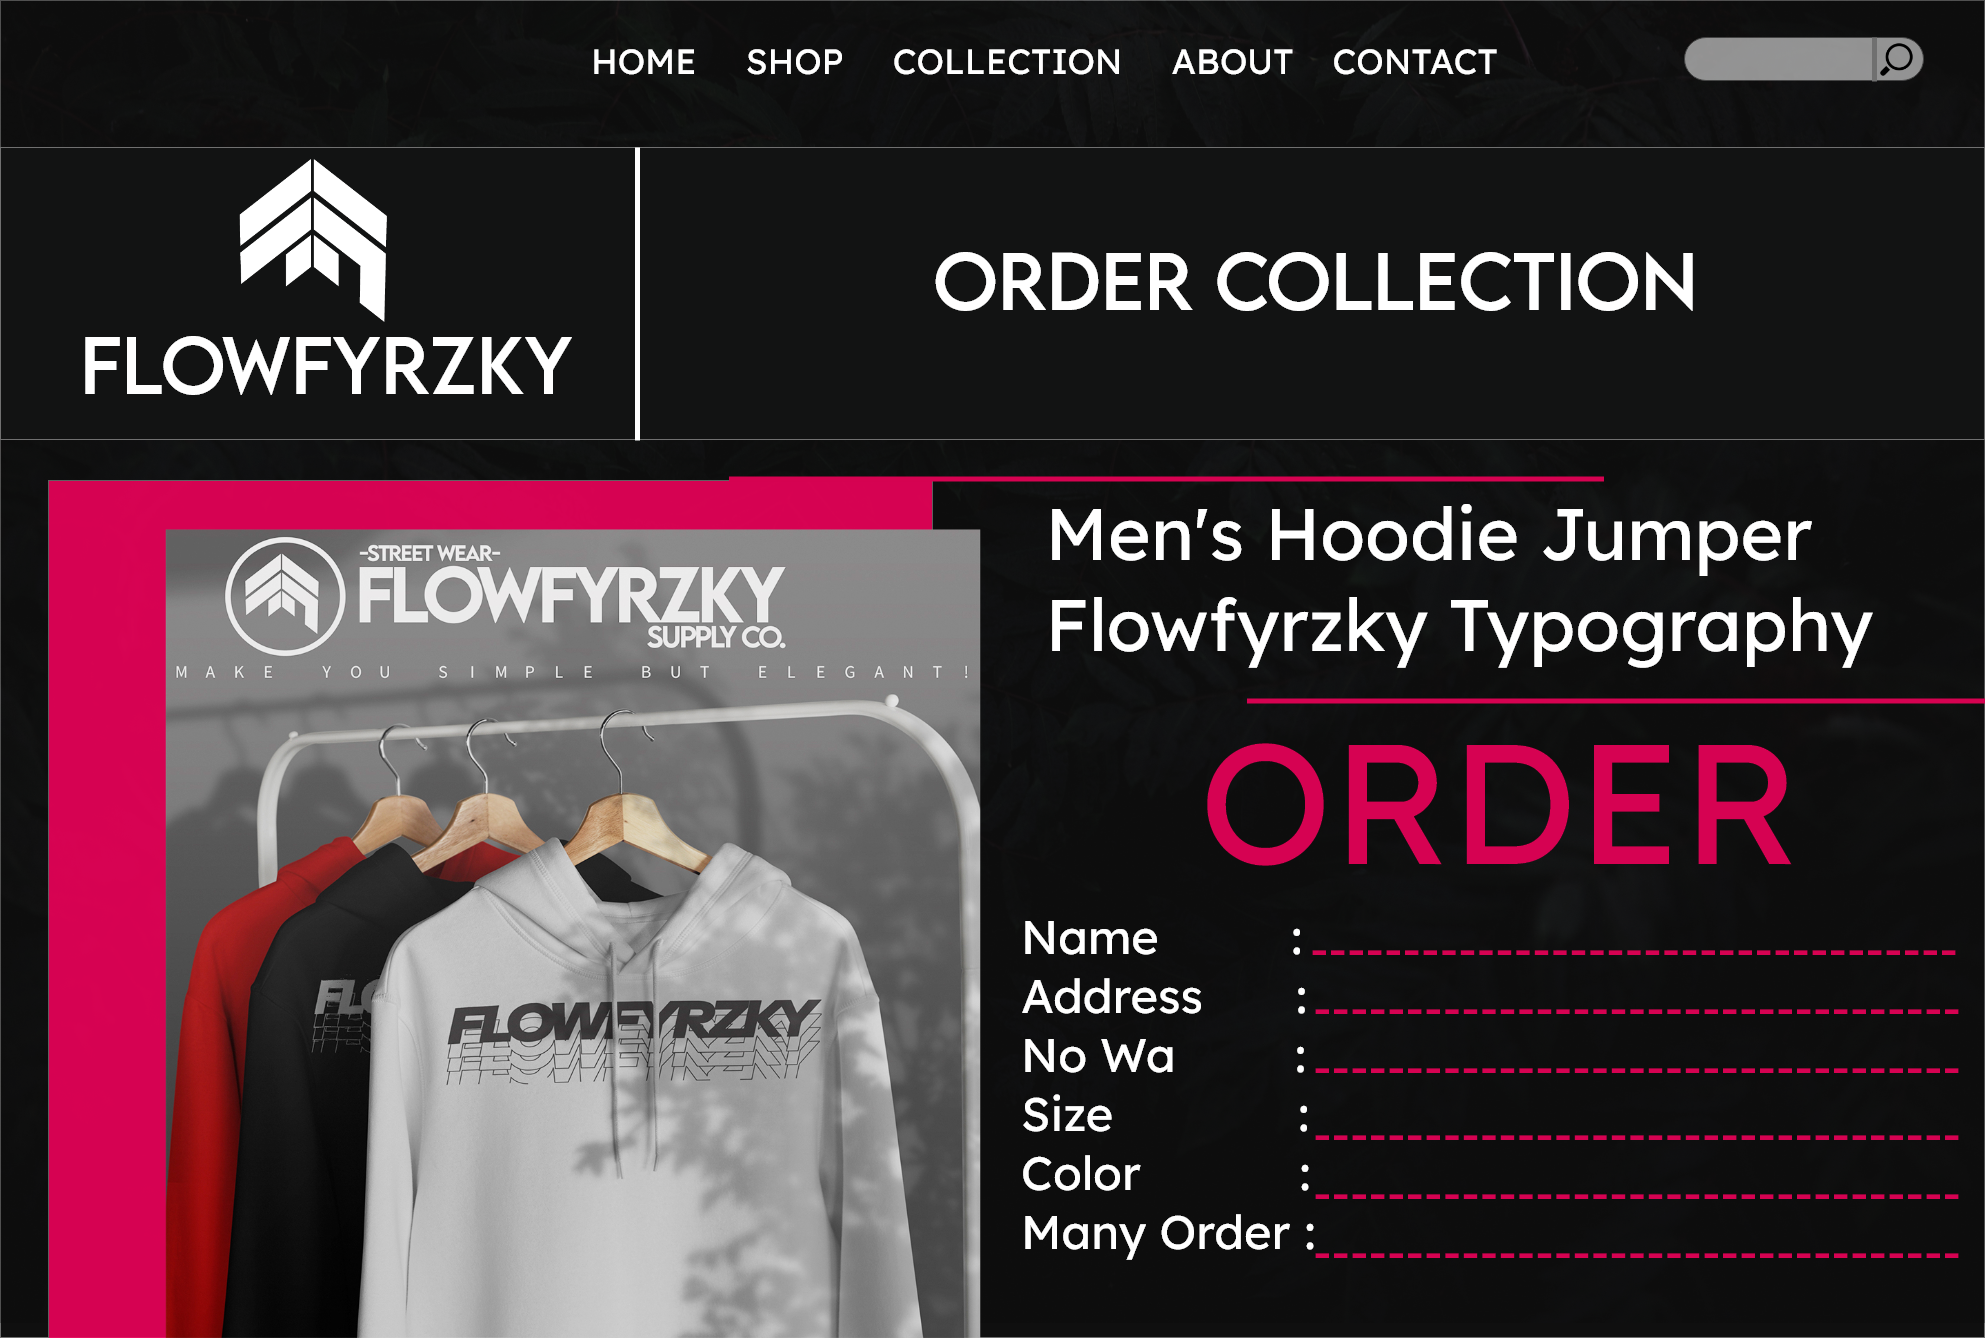 HOME SHOP COLLECTION ABOUT CONTACT
FLOWFYRZKY
ORDER COLLECTION
-STREET WEAR-
FLOWFYRZKY
SUPPLY CO.
MAKE YOU SIMPLE BUT ELEGANT!
FLO
FLOWFYRZKY
Men's Hoodie Jumper
Flowfyrzky Typography
ORDER
Name :
Address :
No Wa :
Size :
Color :
Many Order :